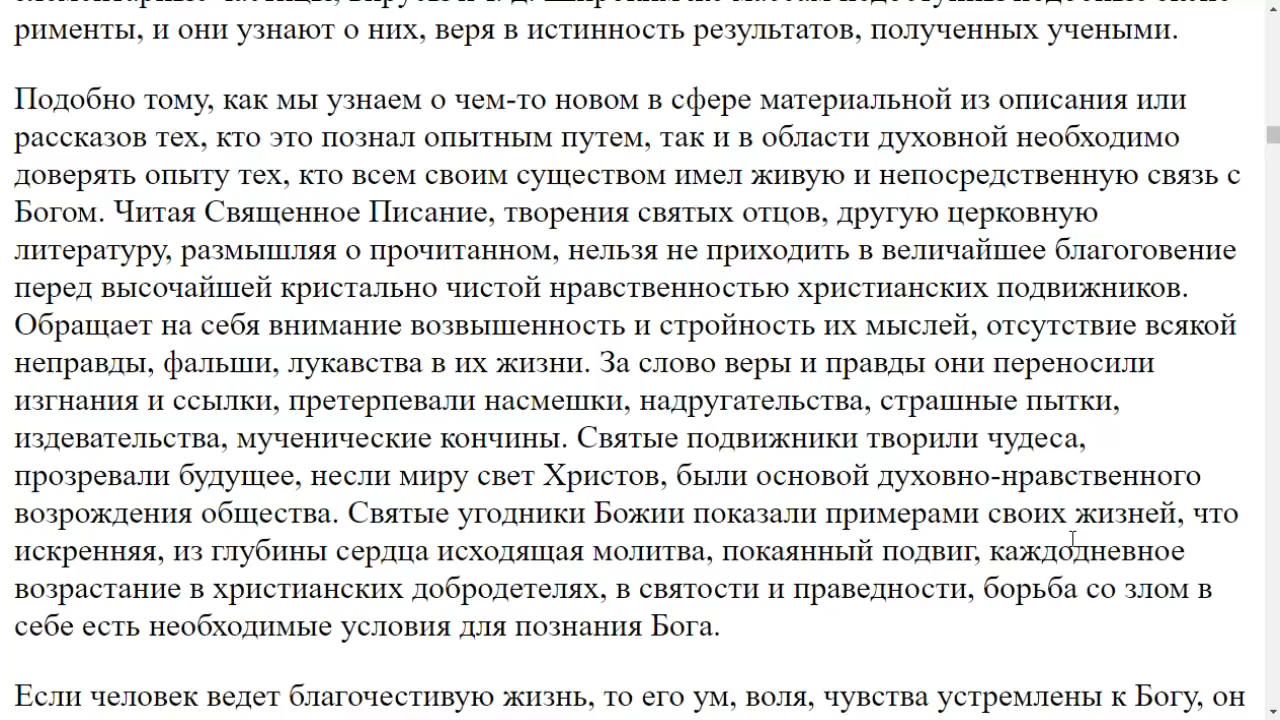 рименты, и они узнают о них, веря в истинность результатов, полученных учеными.
Подобно тому, как мы узнаем о чем-то новом в сфере материальной из описания или
рассказов тех, кто это познал опытным путем, так и в области духовной необходимо
доверять опыту тех, кто всем своим существом имел живую и непосредственную связь с
Богом. Читая Священное Писание, творения святых отцов, другую церковную
литературу, размышляя о прочитанном, нельзя не приходить в величайшее благоговение
перед высочайшей кристально чистой нравственностью христианских подвижников.
Обращает на себя внимание возвышенность и стройность их мыслей, отсутствие всякой
неправды, фальши, лукавства в их жизни. За слово веры и правды они переносили
изгнания и ссылки, претерпевали насмешки, надругательства, страшные пытки,
издевательства, мученические кончины. Святые подвижники творили чудеса,
прозревали будущее, несли миру свет Христов, были основой духовно-нравственного
возрождения общества. Святые угодники Божии показали примерами своих жизней, что
искренняя, из глубины сердца исходящая молитва, покаянный подвиг, каждодневное
возрастание в христианских добродетелях, в святости и праведности, борьба со злом в
себе есть необходимые условия для познания Бога.
Если человек ведет благочестивую жизнь, то его ум, воля, чувства устремлены к Богу, он